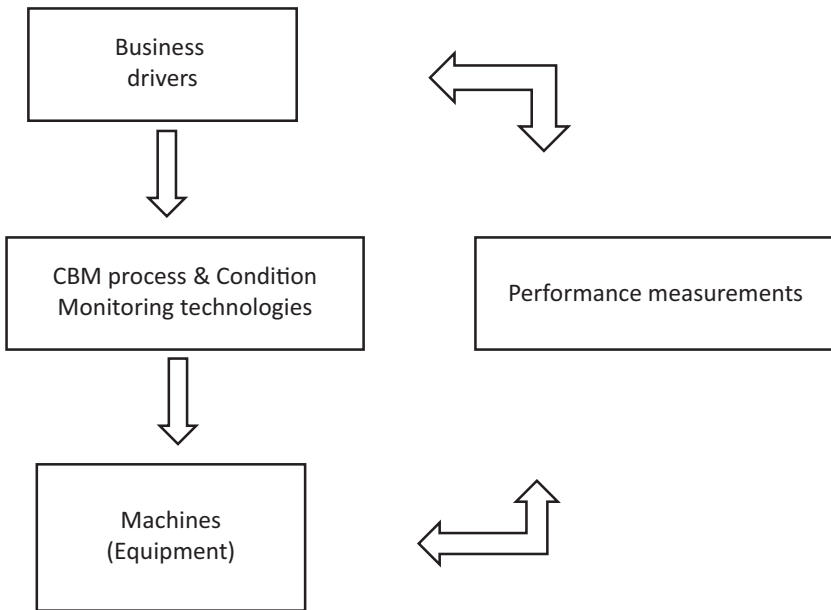 Business
drivers
CBM process & Condition
Monitoring technologies
Performance measurements
Machines
(Equipment)